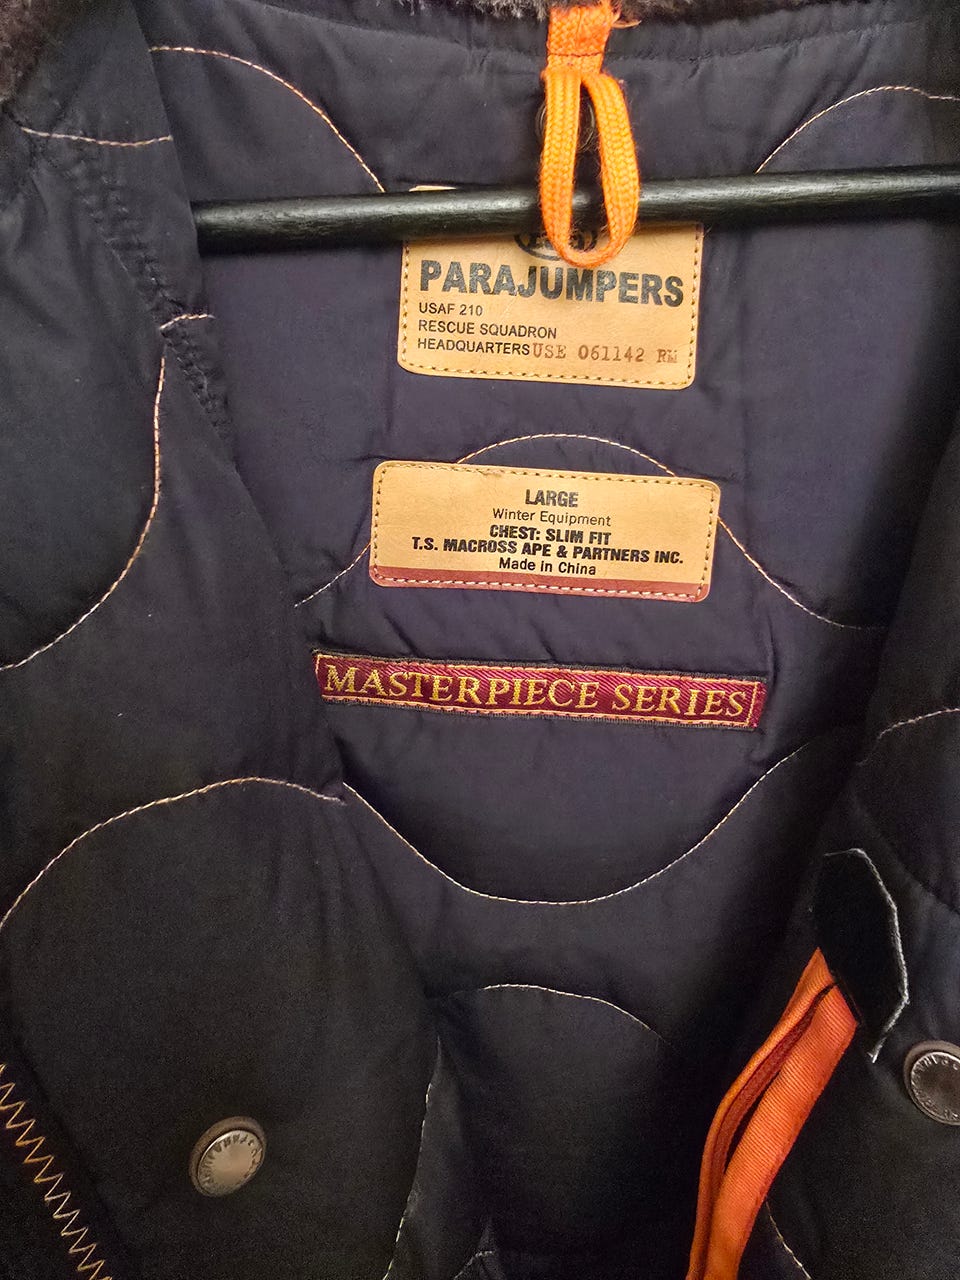 PARAJUMPERS
USAF 210
RESCUE SQUADRON
HEADQUARTERS USE 061142 RM
LARGE
Winter Equipment
CHEST: SLIM FIT
T.S. MACROSS APE & PARTNERS INC.
Made in China
MASTERPIECE SERIES